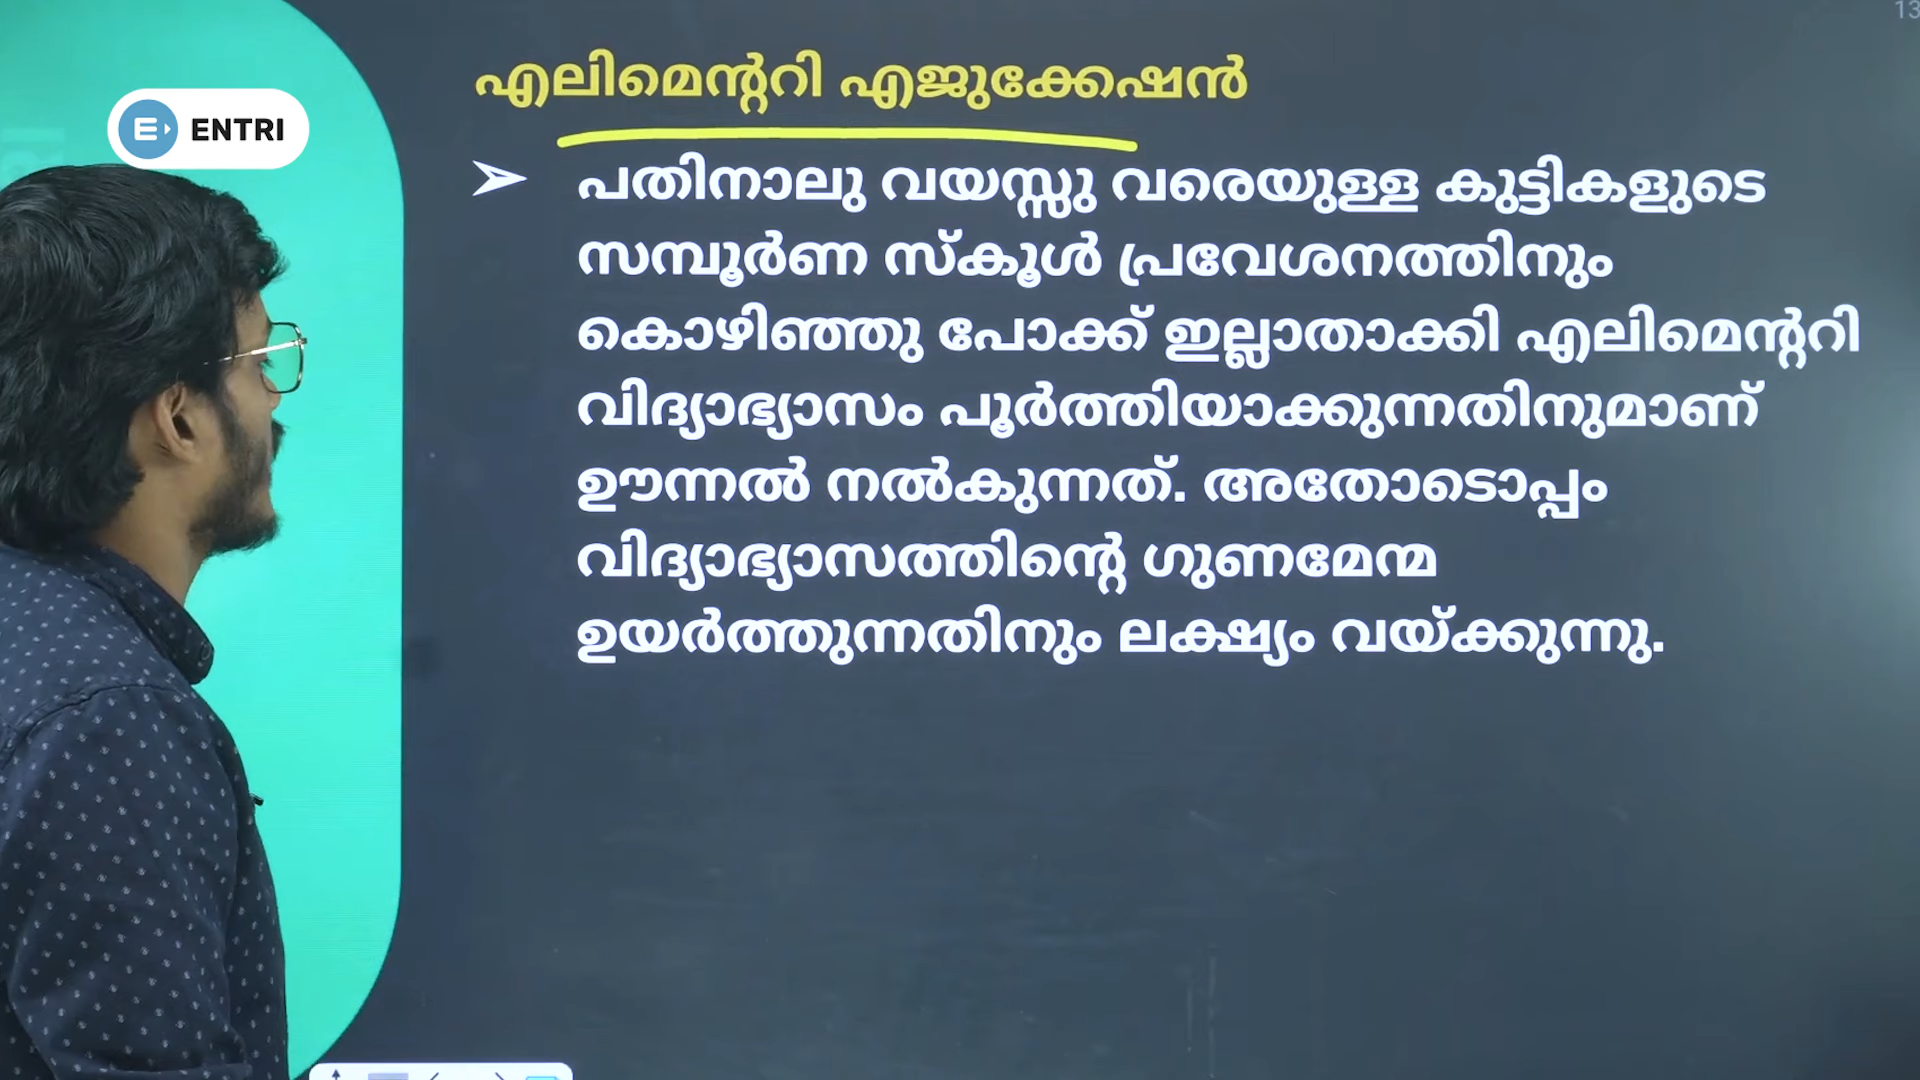 13
ENTRI
എലിമെന്ററി എജുക്കേഷൻ
➢ പതിനാലു വയസ്സു വരെയുള്ള കുട്ടികളുടെ
സമ്പൂർണ സ്കൂൾ പ്രവേശനത്തിനും
കൊഴിഞ്ഞു പോക്ക് ഇല്ലാതാക്കി എലിമെന്ററി
വിദ്യാഭ്യാസം പൂർത്തിയാക്കുന്നതിനുമാണ്
ഊന്നൽ നൽകുന്നത്. അതോടൊപ്പം
വിദ്യാഭ്യാസത്തിന്റെ ഗുണമേന്മ
ഉയർത്തുന്നതിനും ലക്ഷ്യം വയ്ക്കുന്നു.